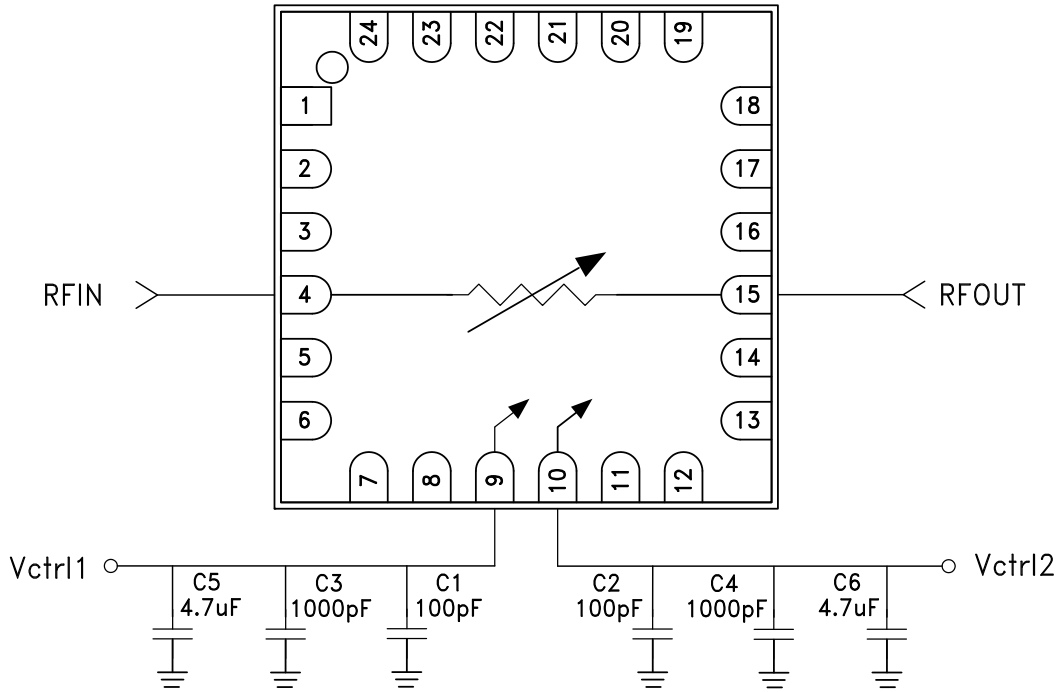 24 23 22 21 20 19
1 18
2 17
3 16
RFIN 4 15 RFOUT
5 14
6 13
7 8 9 10 11 12
Vctrl1 Vctrl2
C5 C3 C1 C2 C4 C6
4.7uF 1000pF 100pF 100pF 1000pF 4.7uF